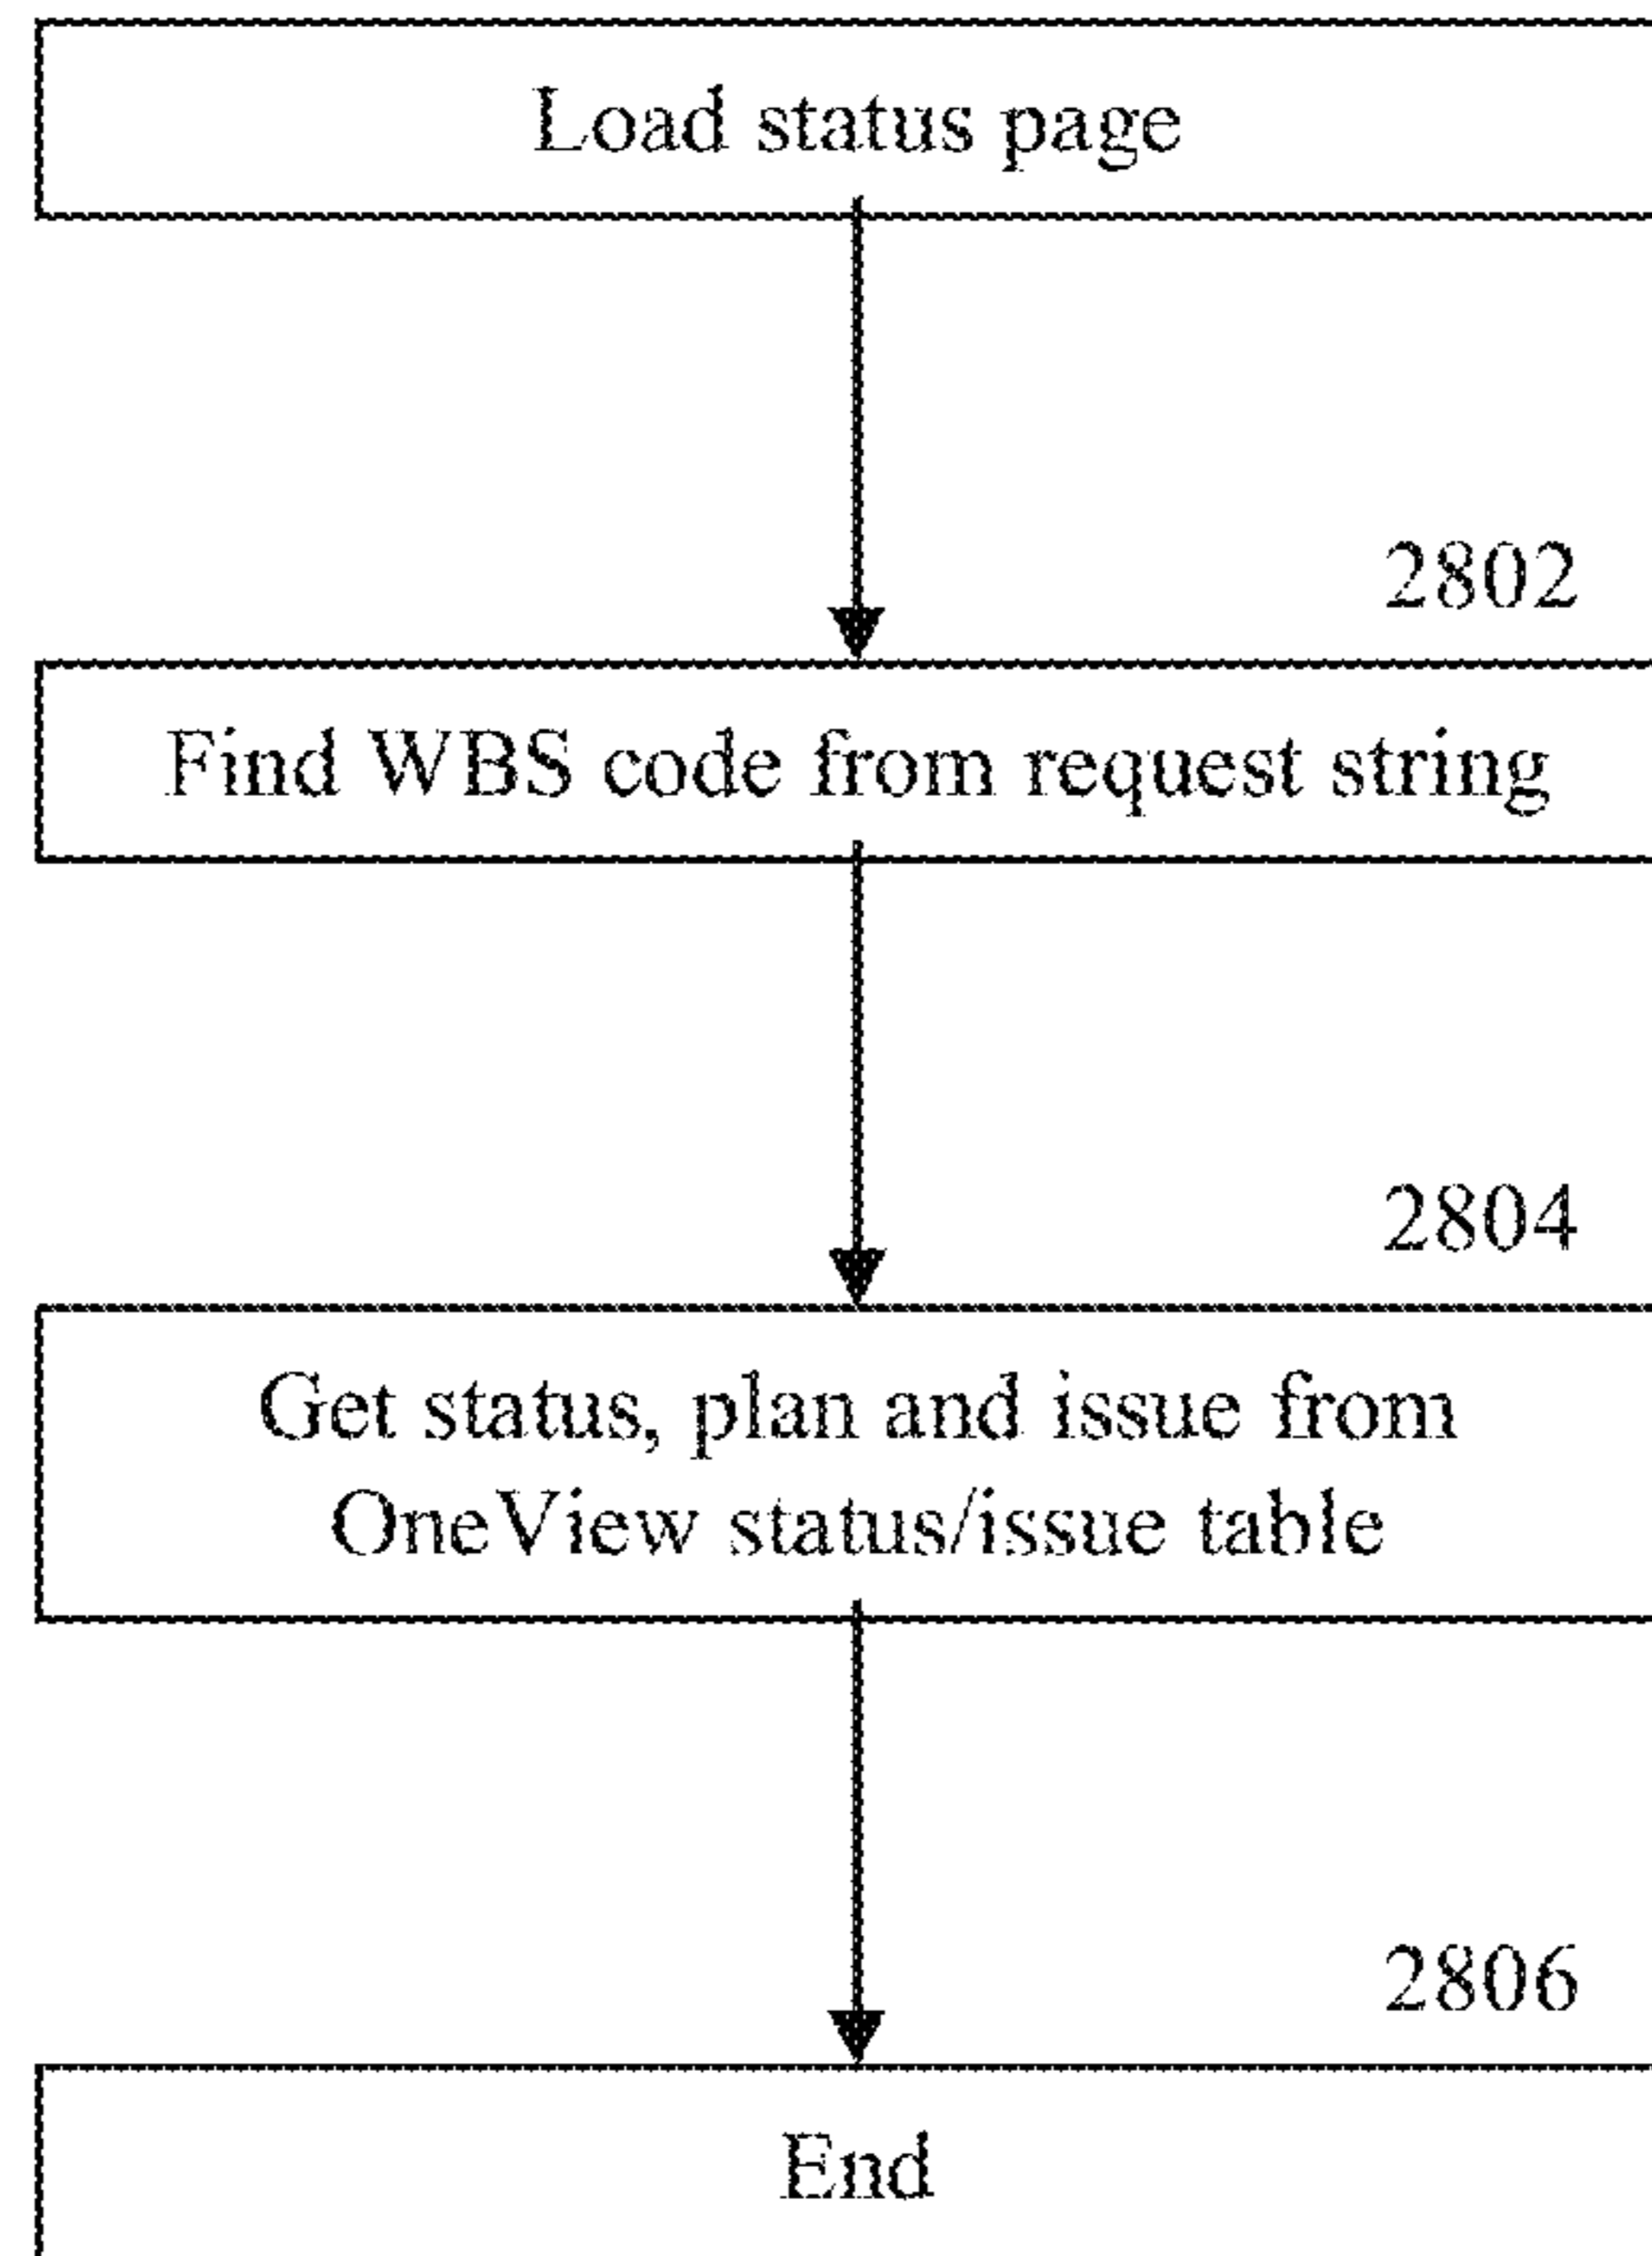 Load status page
2802
Find WBS code from request string
2804
Get status, plan and issue from
OneView status/issue table
2806
End